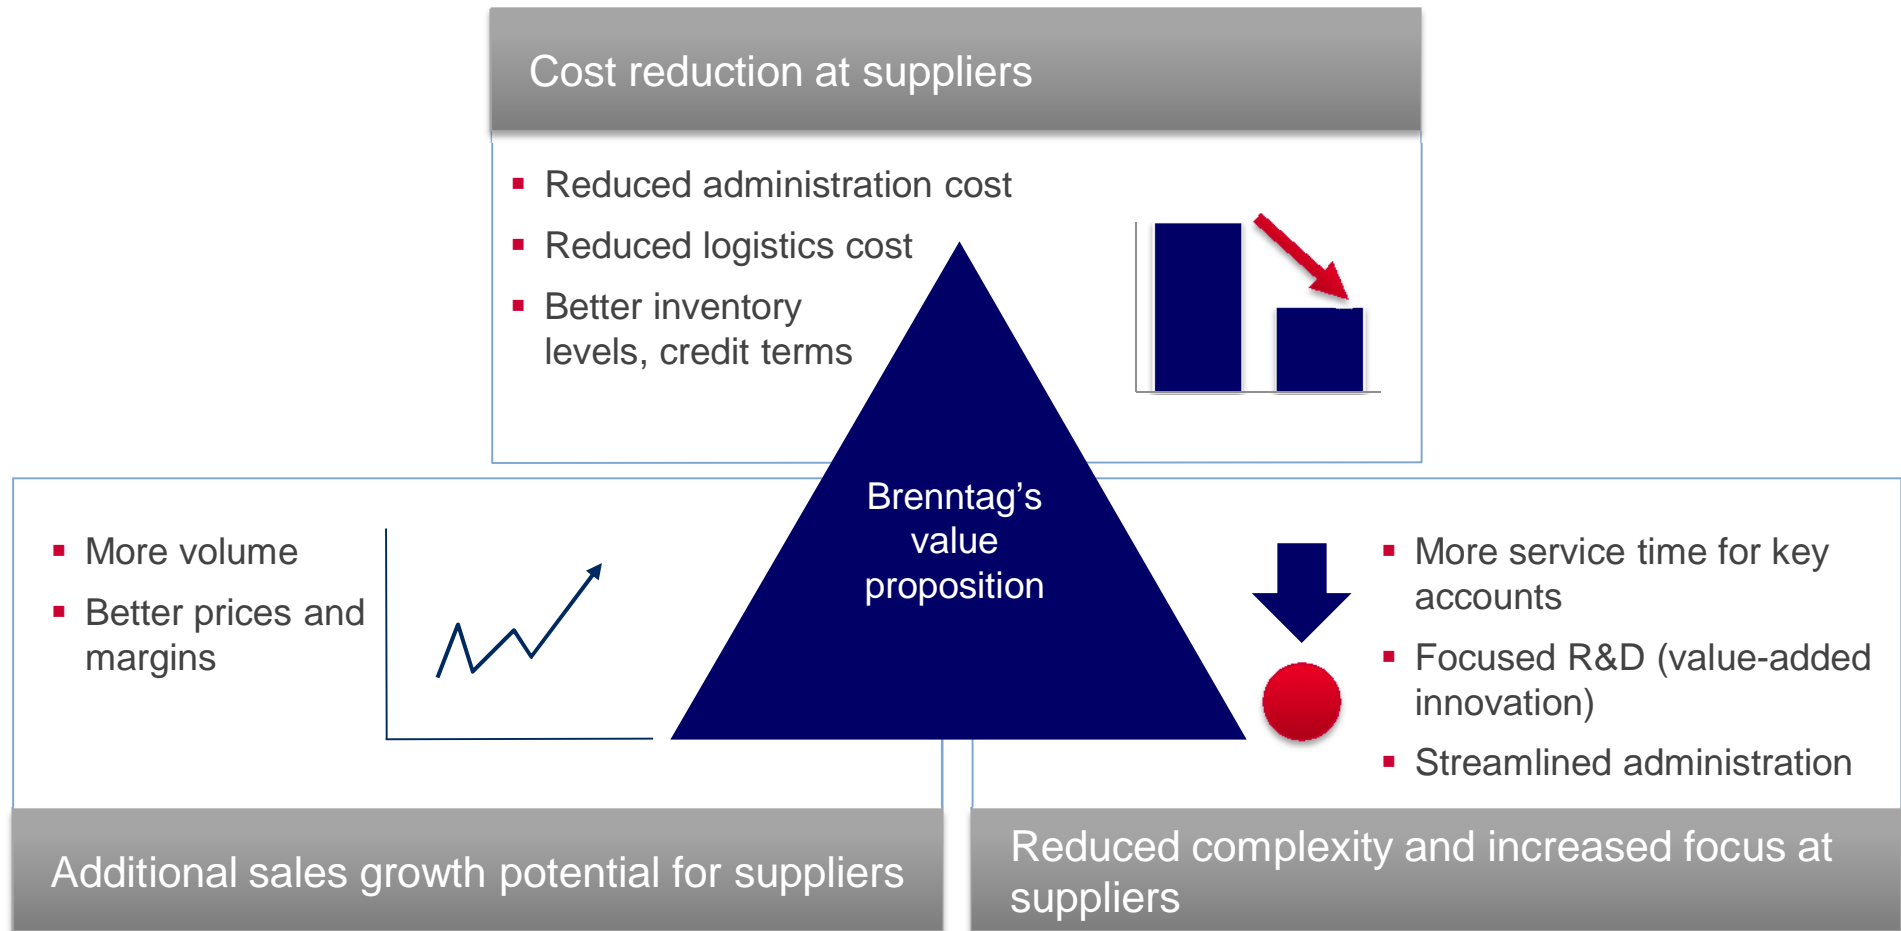 Cost reduction at suppliers
Reduced administration cost
Reduced logistics cost
Better inventory
levels, credit terms
Brenntag’s
value
proposition
More volume
Better prices and
margins
More service time for key
accounts
Focused R&D (value-added
innovation)
Streamlined administration
Additional sales growth potential for suppliers
Reduced complexity and increased focus at
suppliers